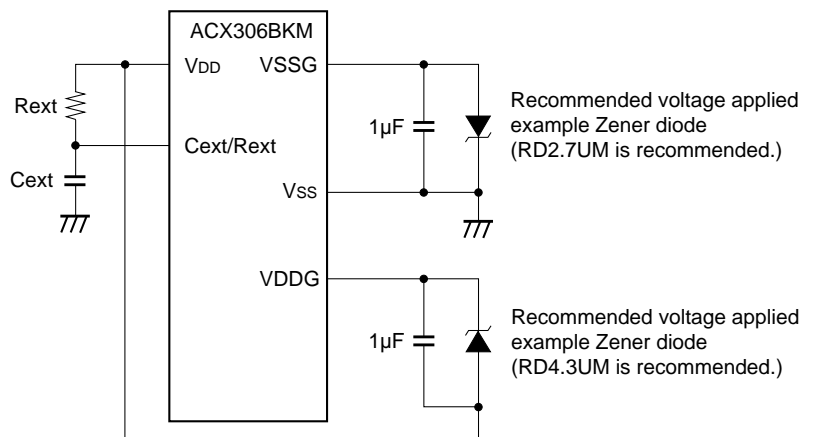 ACX306BKM
VDD
VSSG
Rext
1µF
Recommended voltage applied
example Zener diode
(RD2.7UM is recommended.)
Cext/Rext
Cext
VSS
VDDG
1µF
Recommended voltage applied
example Zener diode
(RD4.3UM is recommended.)